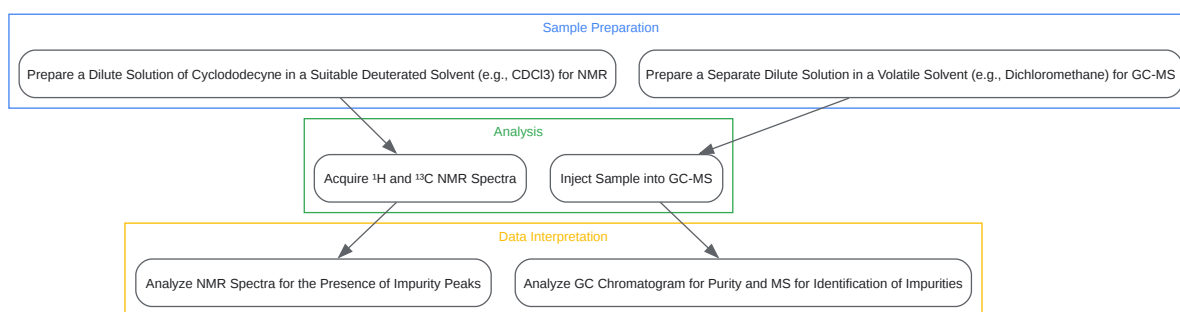 Sample Preparation
Prepare a Dilute Solution of Cyclododecyne in a Suitable Deuterated Solvent (e.g., CDCl3) for NMR
Prepare a Separate Dilute Solution in a Volatile Solvent (e.g., Dichloromethane) for GC-MS
Analysis
Acquire ¹H and ¹³C NMR Spectra
Inject Sample into GC-MS
Data Interpretation
Analyze NMR Spectra for the Presence of Impurity Peaks
Analyze GC Chromatogram for Purity and MS for Identification of Impurities